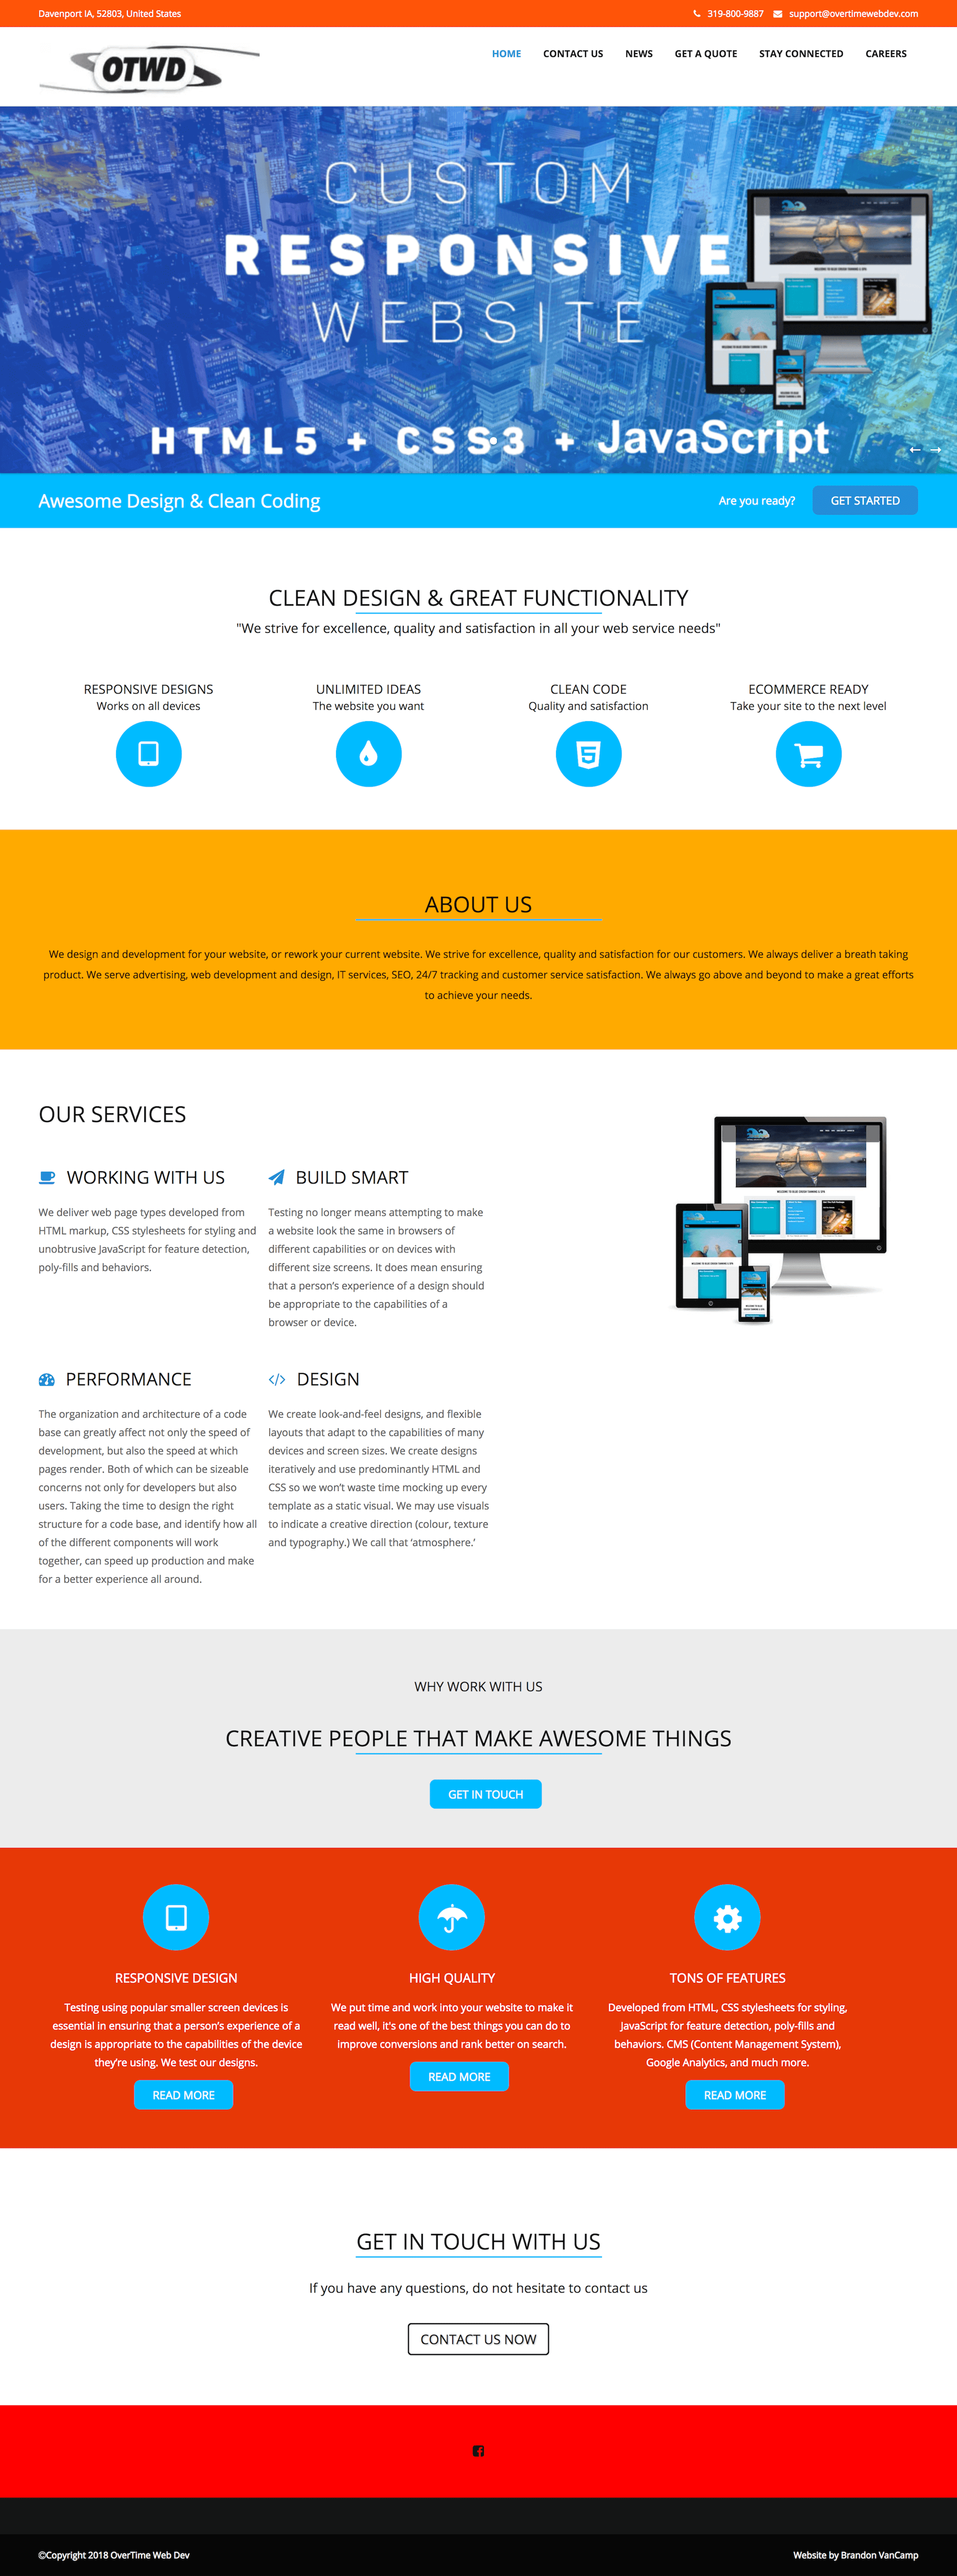 Davenport IA, 52803, United States
319-800-9887 support@overtimewebdev.com
OTWD
HOME CONTACT US NEWS GET A QUOTE STAY CONNECTED CAREERS
CUSTOM
RESPONSIVE
WEBSITE
HTML5 + CSS3 + JavaScript
Awesome Design & Clean Coding
Are you ready? GET STARTED
CLEAN DESIGN & GREAT FUNCTIONALITY
"We strive for excellence, quality and satisfaction in all your web service needs"
RESPONSIVE DESIGNS
Works on all devices
UNLIMITED IDEAS
The website you want
CLEAN CODE
Quality and satisfaction
ECOMMERCE READY
Take your site to the next level
ABOUT US
We design and development for your website, or rework your current website. We strive for excellence, quality and satisfaction for our customers. We always deliver a breath taking
product. We serve advertising, web development and design, IT services, SEO, 24/7 tracking and customer service satisfaction. We always go above and beyond to make a great efforts
to achieve your needs.
OUR SERVICES
WORKING WITH US
We deliver web page types developed from
HTML markup, CSS stylesheets for styling and
unobtrusive JavaScript for feature detection,
poly-fills and behaviors.
BUILD SMART
Testing no longer means attempting to make
a website look the same in browsers of
different capabilities or on devices with
different size screens. It does mean ensuring
that a person's experience of a design should
be appropriate to the capabilities of a
browser or device.
PERFORMANCE
The organization and architecture of a code
base can greatly affect not only the speed of
development, but also the speed at which
pages render. Both of which can be sizeable
concerns not only for developers but also
users. Taking the time to design the right
structure for a code base, and identify how all
of the different components will work
together, can speed up production and make
for a better experience all around.
DESIGN
We create look-and-feel designs, and flexible
layouts that adapt to the capabilities of many
devices and screen sizes. We create designs
iteratively and use predominantly HTML and
CSS so we won't waste time mocking up every
template as a static visual. We may use visuals
to indicate a creative direction (colour, texture
and typography.) We call that ‘atmosphere.’
WHY WORK WITH US
CREATIVE PEOPLE THAT MAKE AWESOME THINGS
GET IN TOUCH
RESPONSIVE DESIGN
Testing using popular smaller screen devices is
essential in ensuring that a person's experience of a
design is appropriate to the capabilities of the device
they're using. We test our designs.
READ MORE
HIGH QUALITY
We put time and work into your website to make it
read well, it's one of the best things you can do to
improve conversions and rank better on search.
READ MORE
TONS OF FEATURES
Developed from HTML, CSS stylesheets for styling,
JavaScript for feature detection, poly-fills and
behaviors. CMS (Content Management System),
Google Analytics, and much more.
READ MORE
GET IN TOUCH WITH US
If you have any questions, do not hesitate to contact us
CONTACT US NOW
©Copyright 2018 OverTime Web Dev
Website by Brandon VanCamp